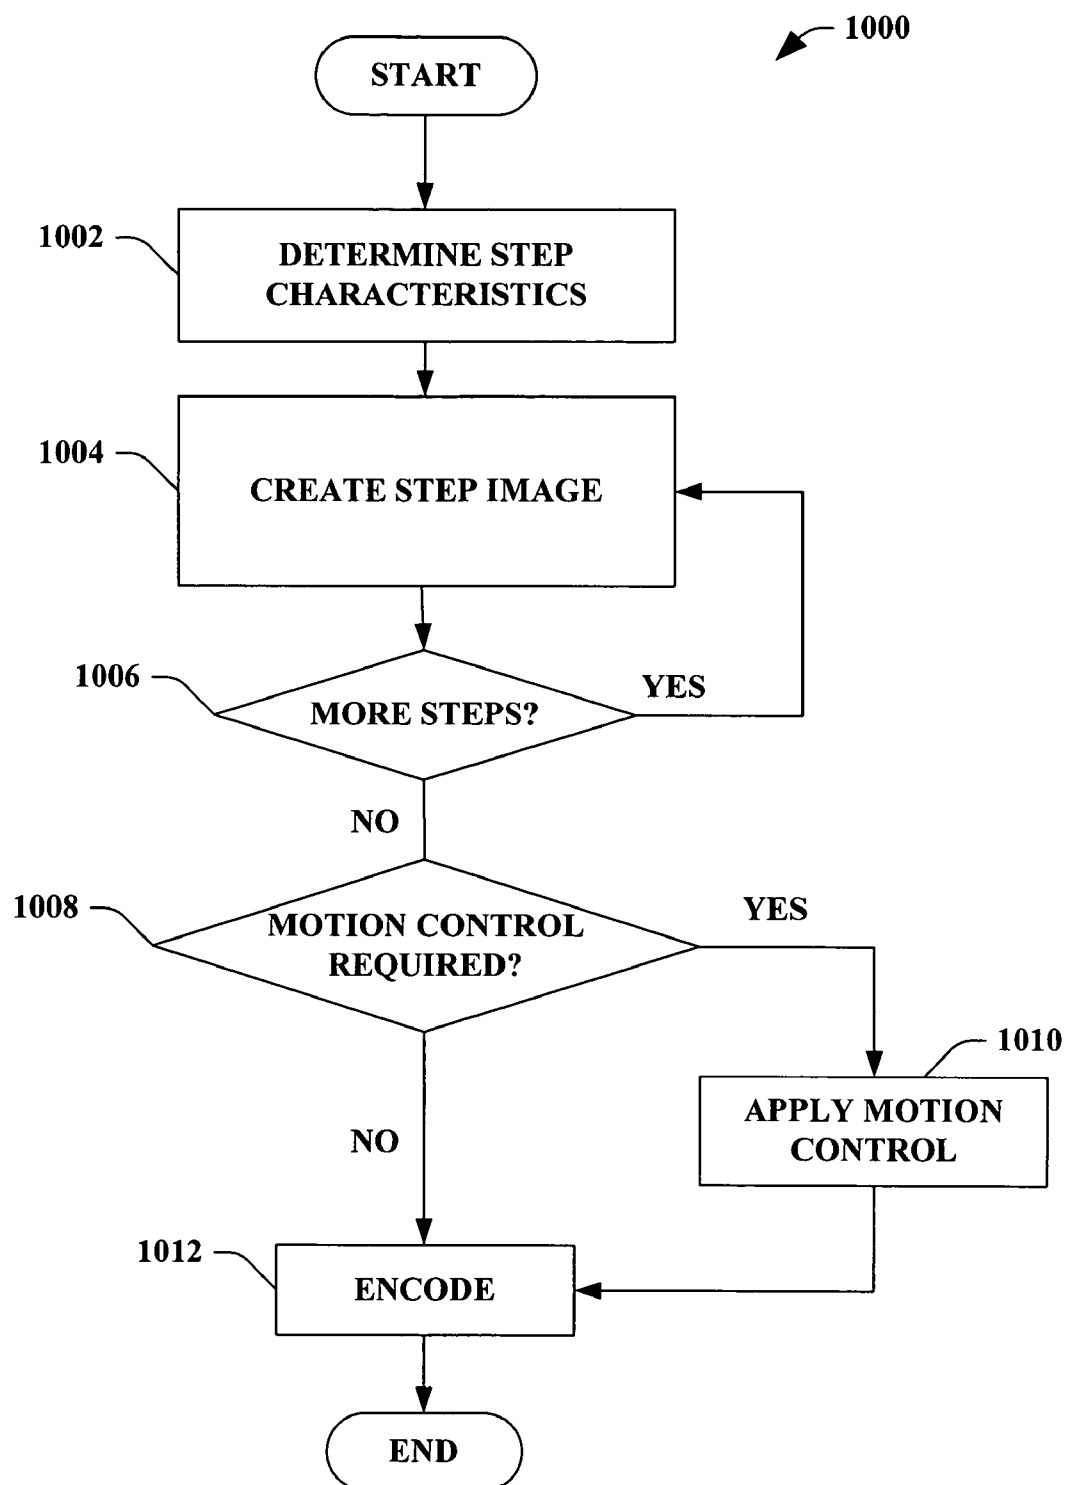 1000
START
1002
DETERMINE STEP
CHARACTERISTICS
1004
CREATE STEP IMAGE
1006
MORE STEPS?
YES
NO
1008
MOTION CONTROL
REQUIRED?
YES
1010
APPLY MOTION
CONTROL
NO
1012
ENCODE
END